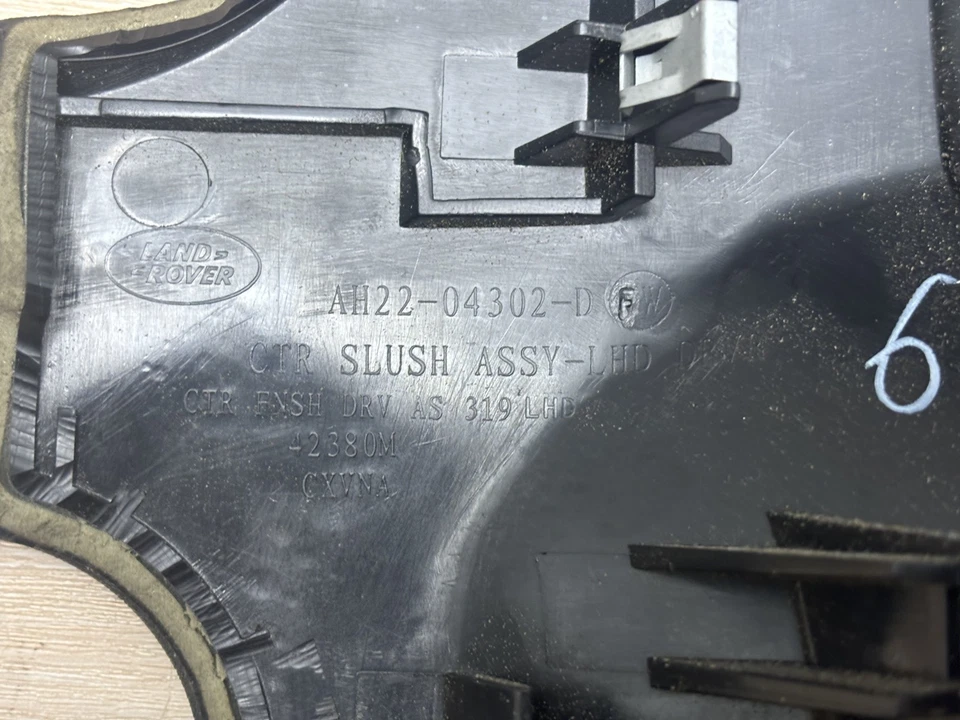 LAND-
-ROVER
AH22-04302-D F
CTR SLUSH ASSY-LHD
CTR FNSH DRV AS 319 LHD
42380M
CXVNA
6